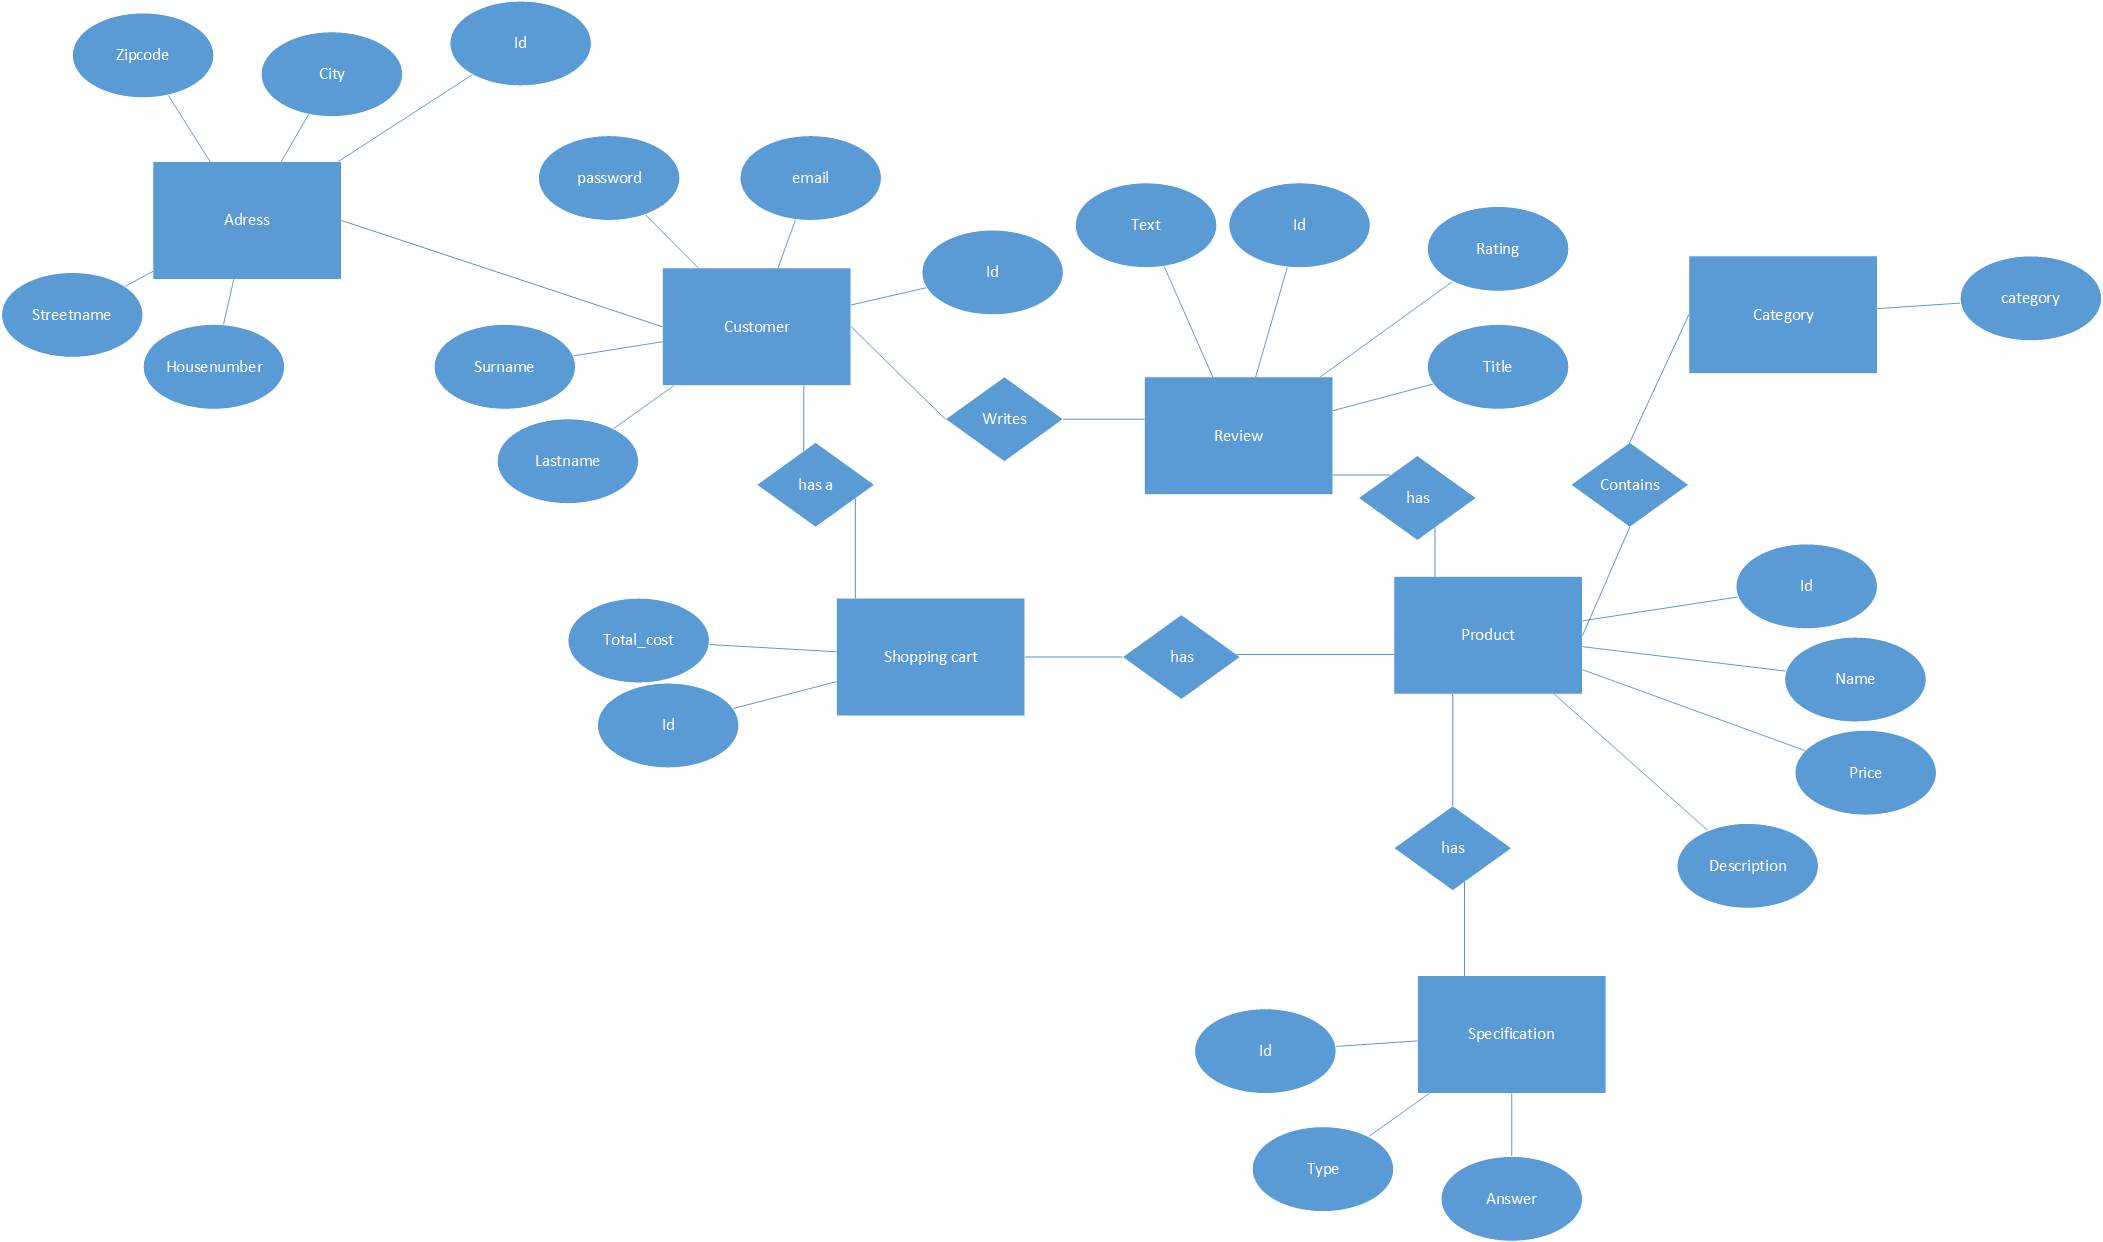 Id
Zipcode
City
password
email
Adress
Text
Id
Rating
Id
category
Streetname
Category
Customer
Housenumber
Surname
Title
Writes
Review
Lastname
has a
has
Contains
Id
Product
Total_cost
Shopping cart
has
Name
Id
Price
has
Description
Specification
Id
Type
Answer